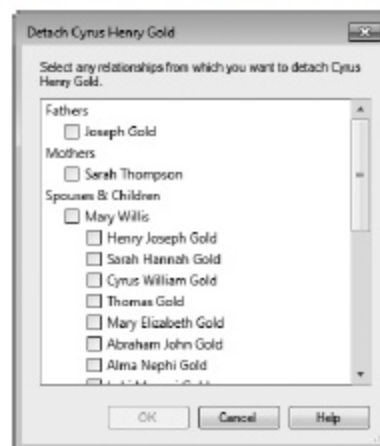 Detach Cyrus Henry Gold
Select any relationships from which you want to detach Cyrus
Henry Gold.
Fathers
Joseph Gold
Mothers
Sarah Thompson
Spouses & Children
Mary Willis
Henry Joseph Gold
Sarah Hannah Gold
Cyrus William Gold
Thomas Gold
Mary Elizabeth Gold
Abraham John Gold
Alma Nephi Gold
OK Cancel Help